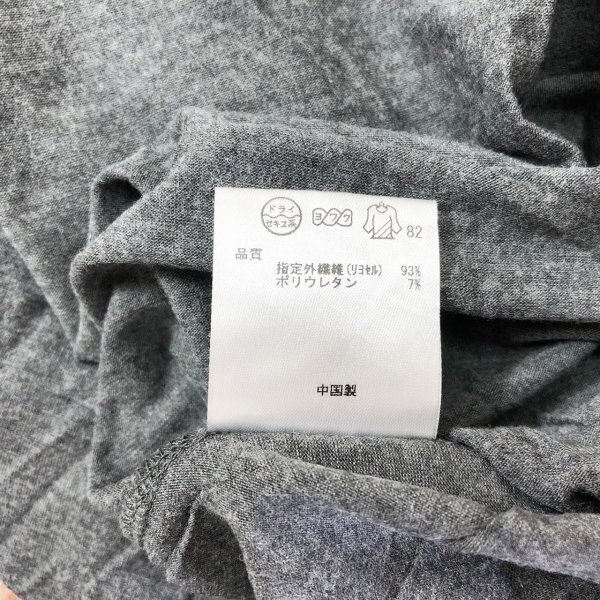 ドライ
セキユ系
ヨワク
82
品質
指定外繊維(リヨセル) 93%
ポリウレタン 7%
中国製